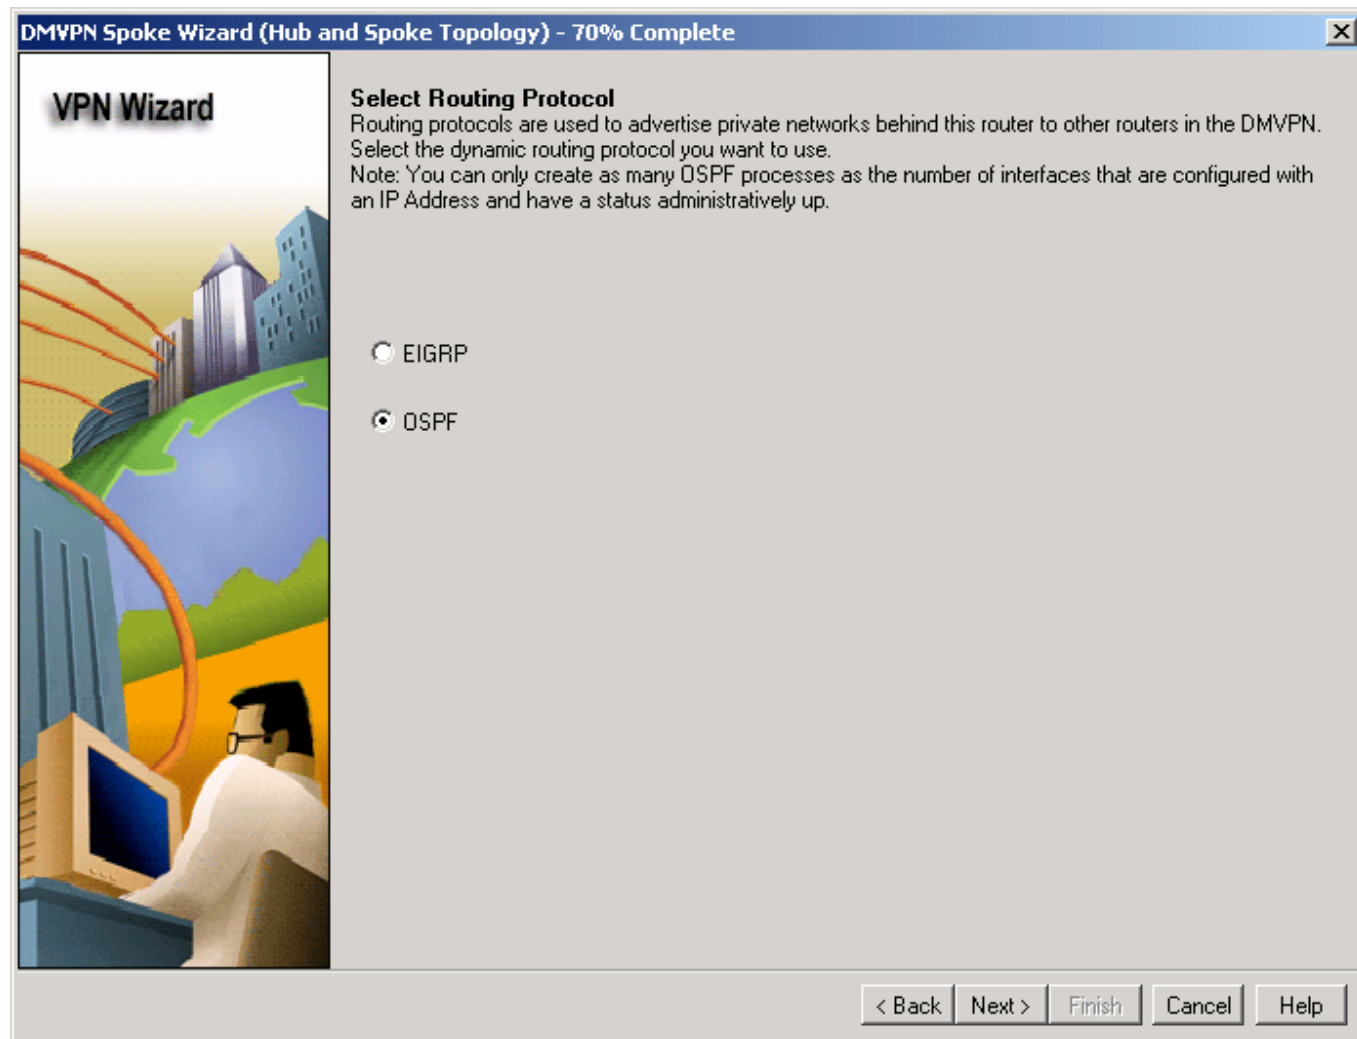 DMVPN Spoke Wizard (Hub and Spoke Topology) - 70% Complete
VPN Wizard
Select Routing Protocol
Routing protocols are used to advertise private networks behind this router to other routers in the DMVPN.
Select the dynamic routing protocol you want to use.
Note: You can only create as many OSPF processes as the number of interfaces that are configured with
an IP Address and have a status administratively up.
EIGRP
OSPF
< Back Next > Finish Cancel Help